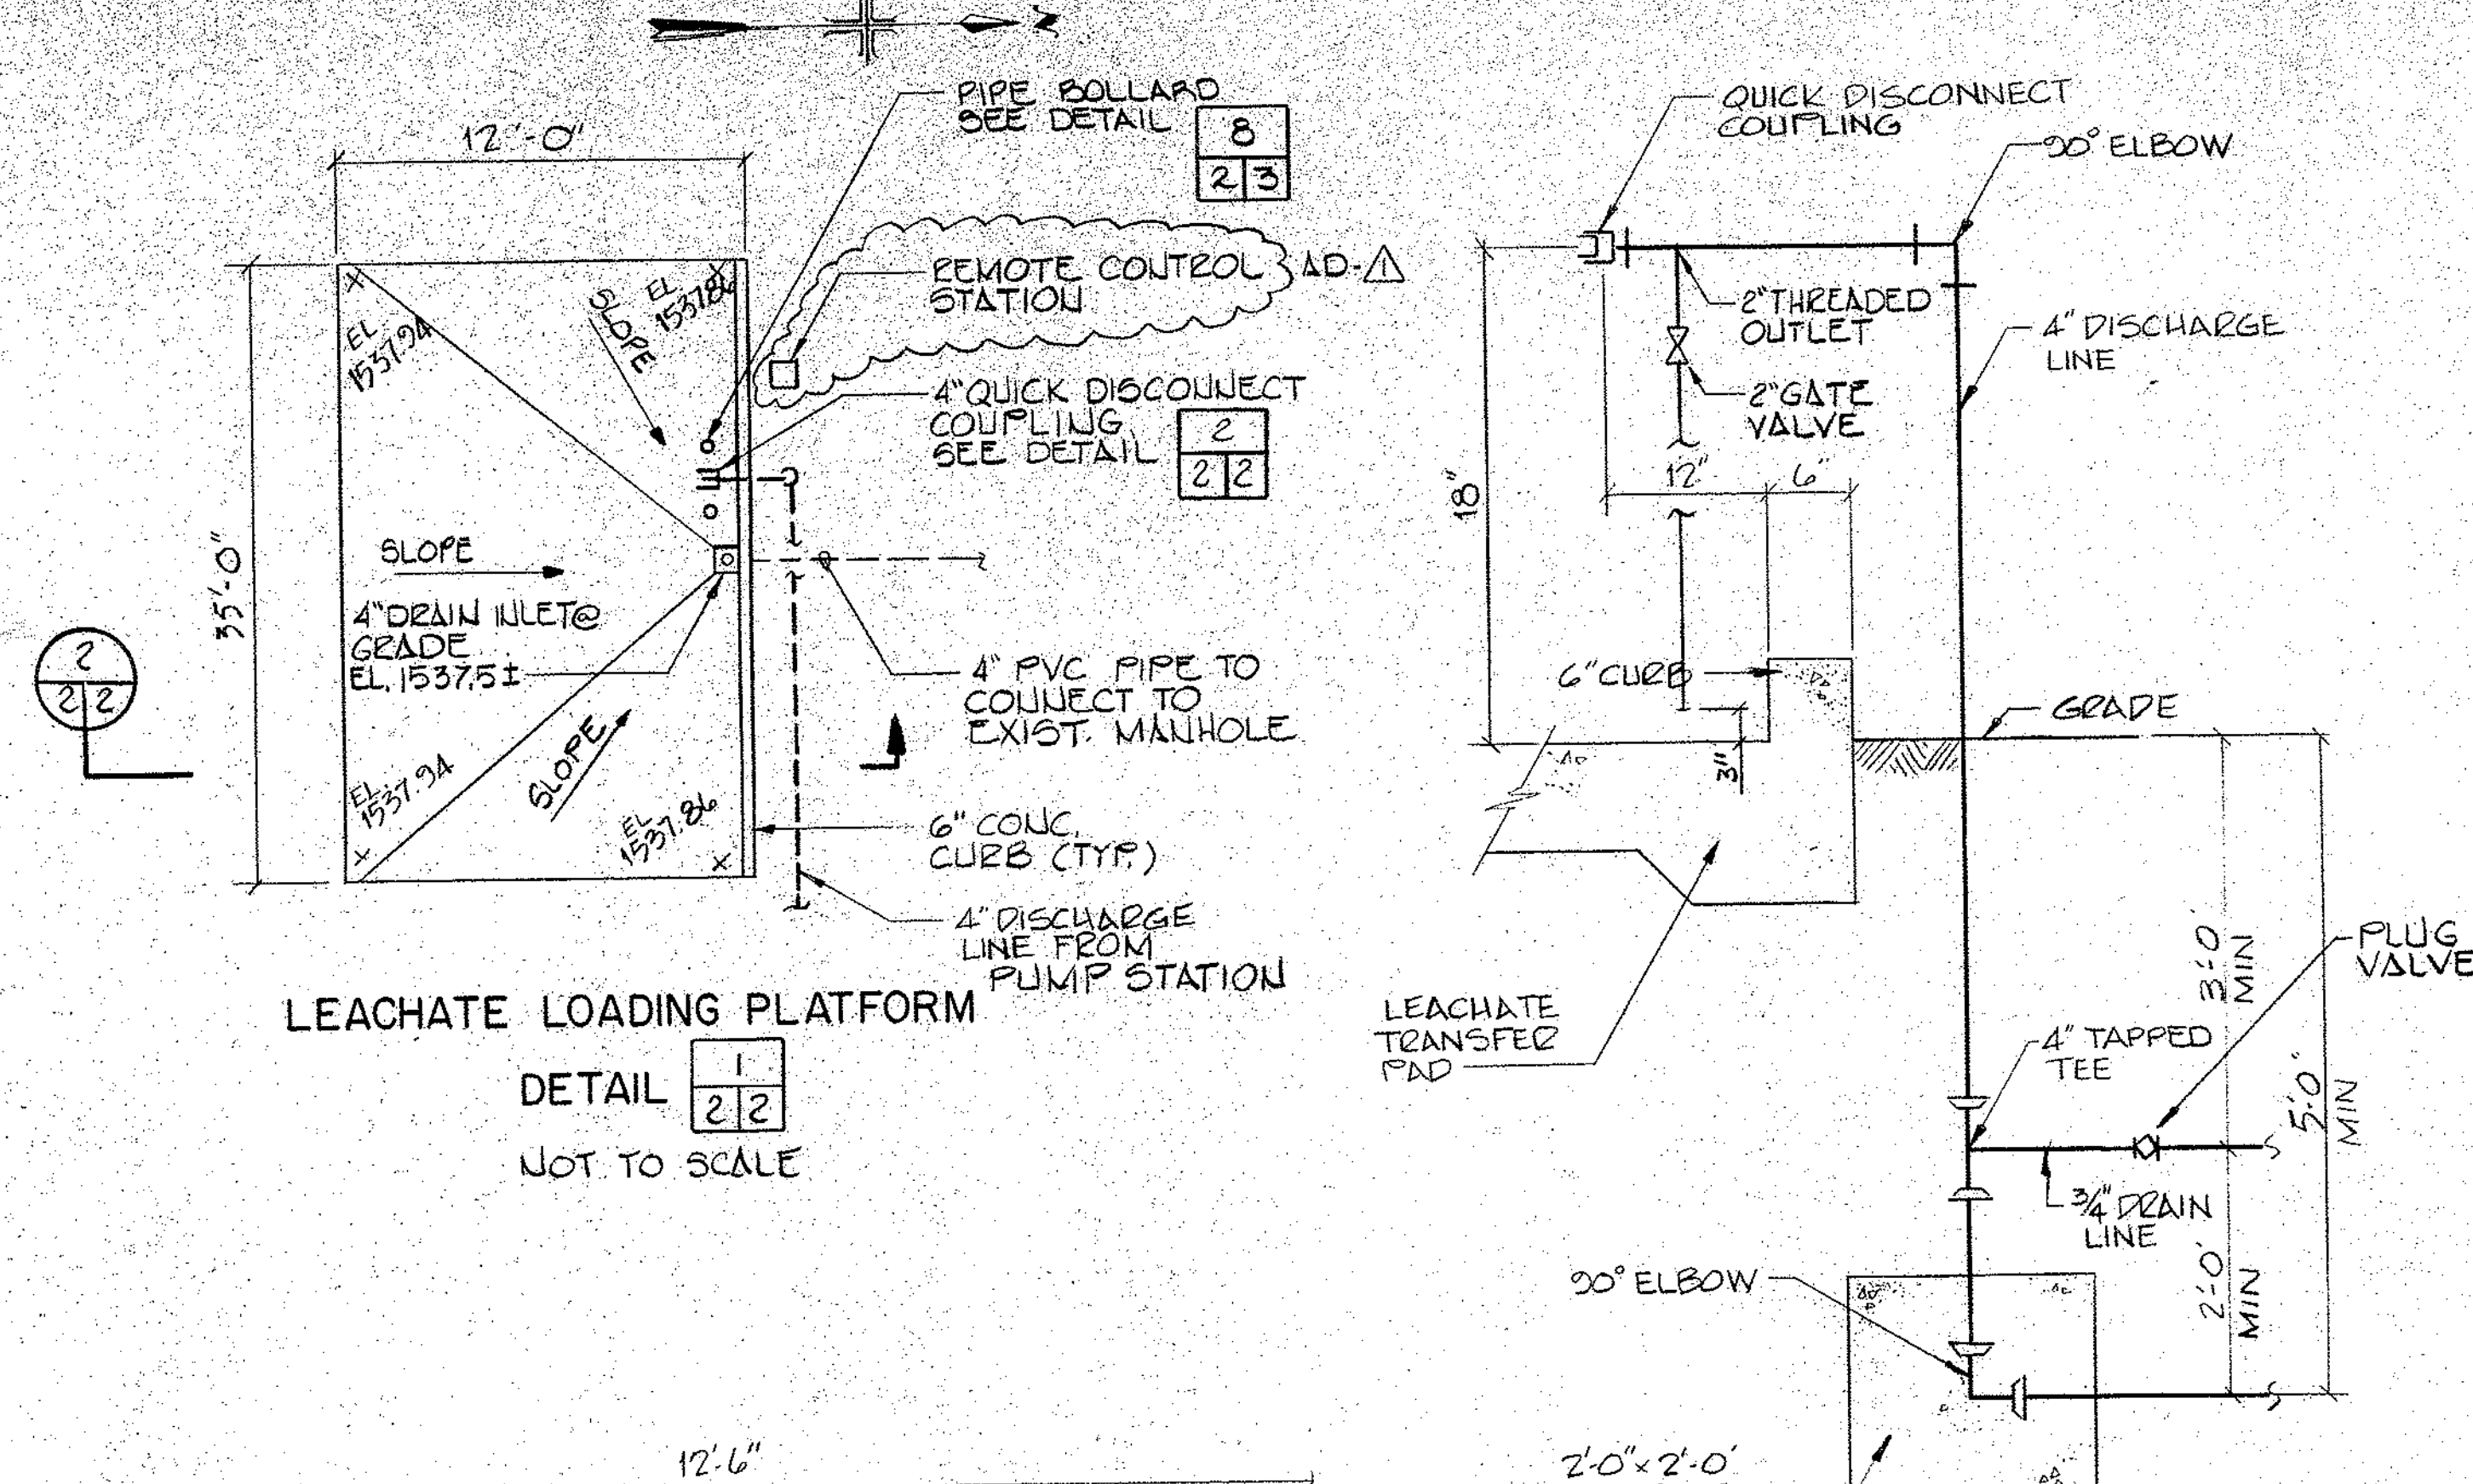 N
12'-0"
PIPE BOLLARD
SEE DETAIL
8
2 3
REMOTE CONTROL
STATION
AD-1
EL
1537.94
SLOPE
EL
1537.86
4" QUICK DISCONNECT
COUPLING
SEE DETAIL
2
2 2
35'-0"
SLOPE
4" DRAIN INLET @
GRADE
EL. 1537.5±
2
2 2
4" PVC PIPE TO
CONNECT TO
EXIST. MANHOLE
EL
1537.94
SLOPE
EL
1537.86
6" CONC.
CURB (TYP.)
4" DISCHARGE
LINE FROM
PUMP STATION
LEACHATE LOADING PLATFORM
DETAIL
1
2 2
NOT TO SCALE
12'-6"
QUICK DISCONNECT
COUPLING
90° ELBOW
2" THREADED
OUTLET
4" DISCHARGE
LINE
2" GATE
VALVE
18"
12"
6"
6" CURB
GRADE
3"
LEACHATE
TRANSFER
PAD
3'-0
MIN
PLUG
VALVE
4" TAPPED
TEE
5'-0"
MIN
3/4" DRAIN
LINE
90° ELBOW
2'-0'
MIN
2'-0" x 2'-0'